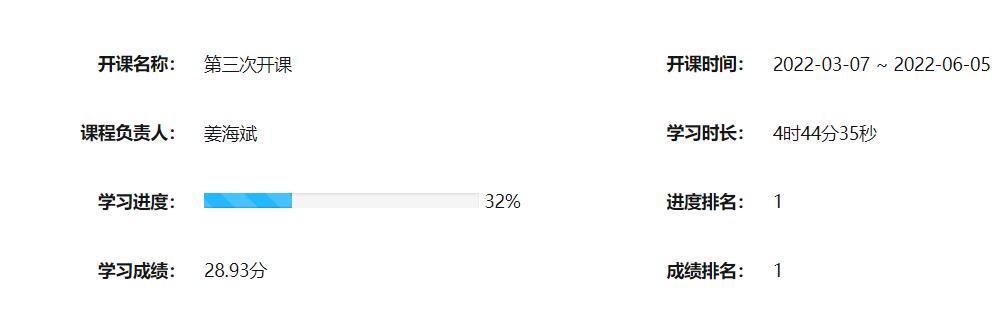 开课名称： 第三次开课 开课时间： 2022-03-07 ~ 2022-06-05
课程负责人： 姜海斌 学习时长： 4时44分35秒
学习进度： 32% 进度排名： 1
学习成绩： 28.93分 成绩排名： 1